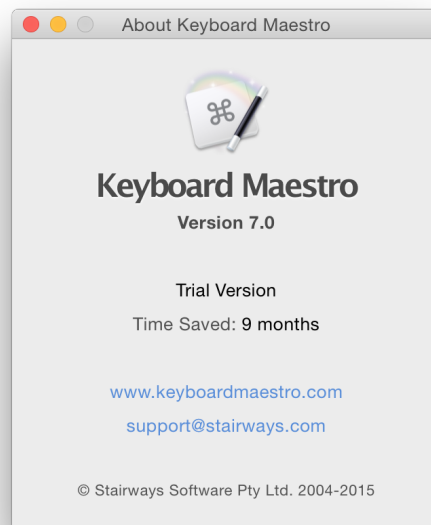 About Keyboard Maestro
⌘
Keyboard Maestro
Version 7.0
Trial Version
Time Saved: 9 months
www.keyboardmaestro.com
support@stairways.com
© Stairways Software Pty Ltd. 2004-2015